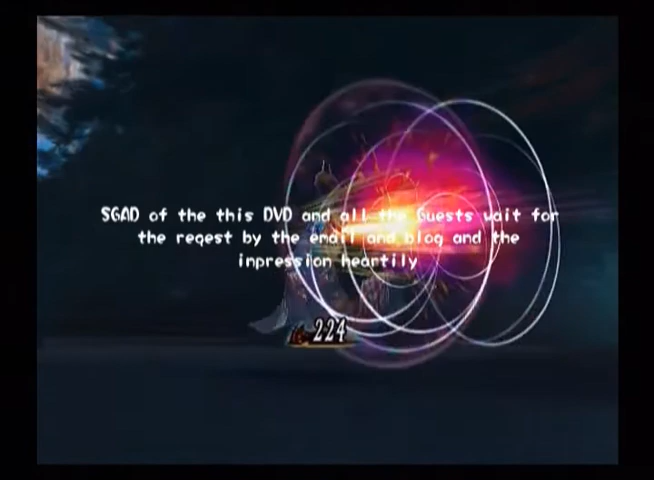 SGAD of the this DVD and all the Guests wait for
the reqest by the email and blog and the
inpression heartily
224